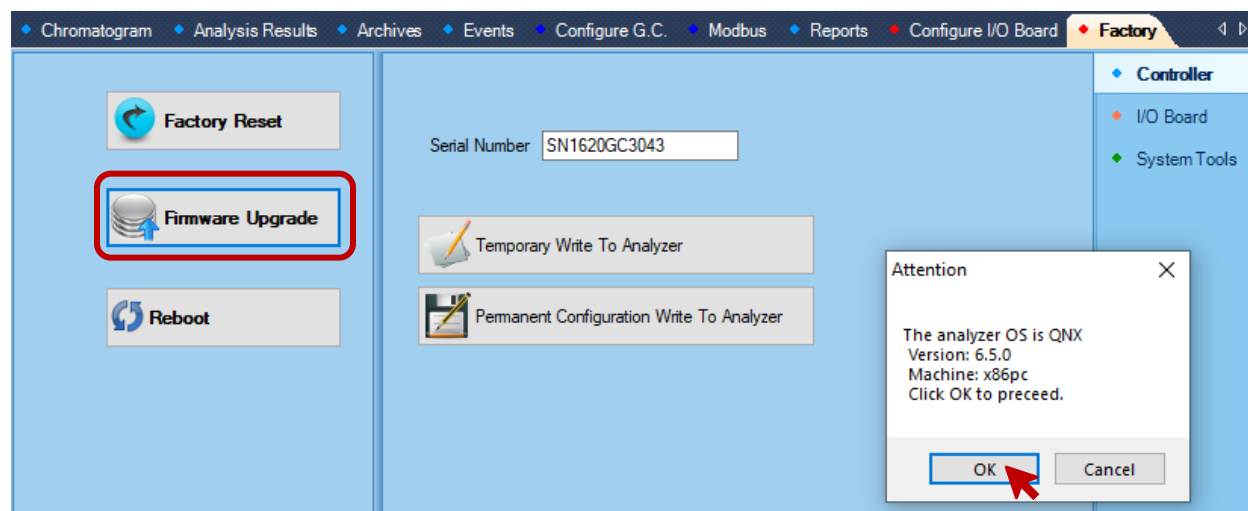 Chromatogram Analysis Results Archives Events Configure G.C. Modbus Reports Configure I/O Board Factory
Controller
I/O Board
System Tools
Factory Reset
Firmware Upgrade
Reboot
Serial Number SN1620GC3043
Temporary Write To Analyzer
Permanent Configuration Write To Analyzer
Attention
The analyzer OS is QNX
Version: 6.5.0
Machine: x86pc
Click OK to preceed.
OK Cancel